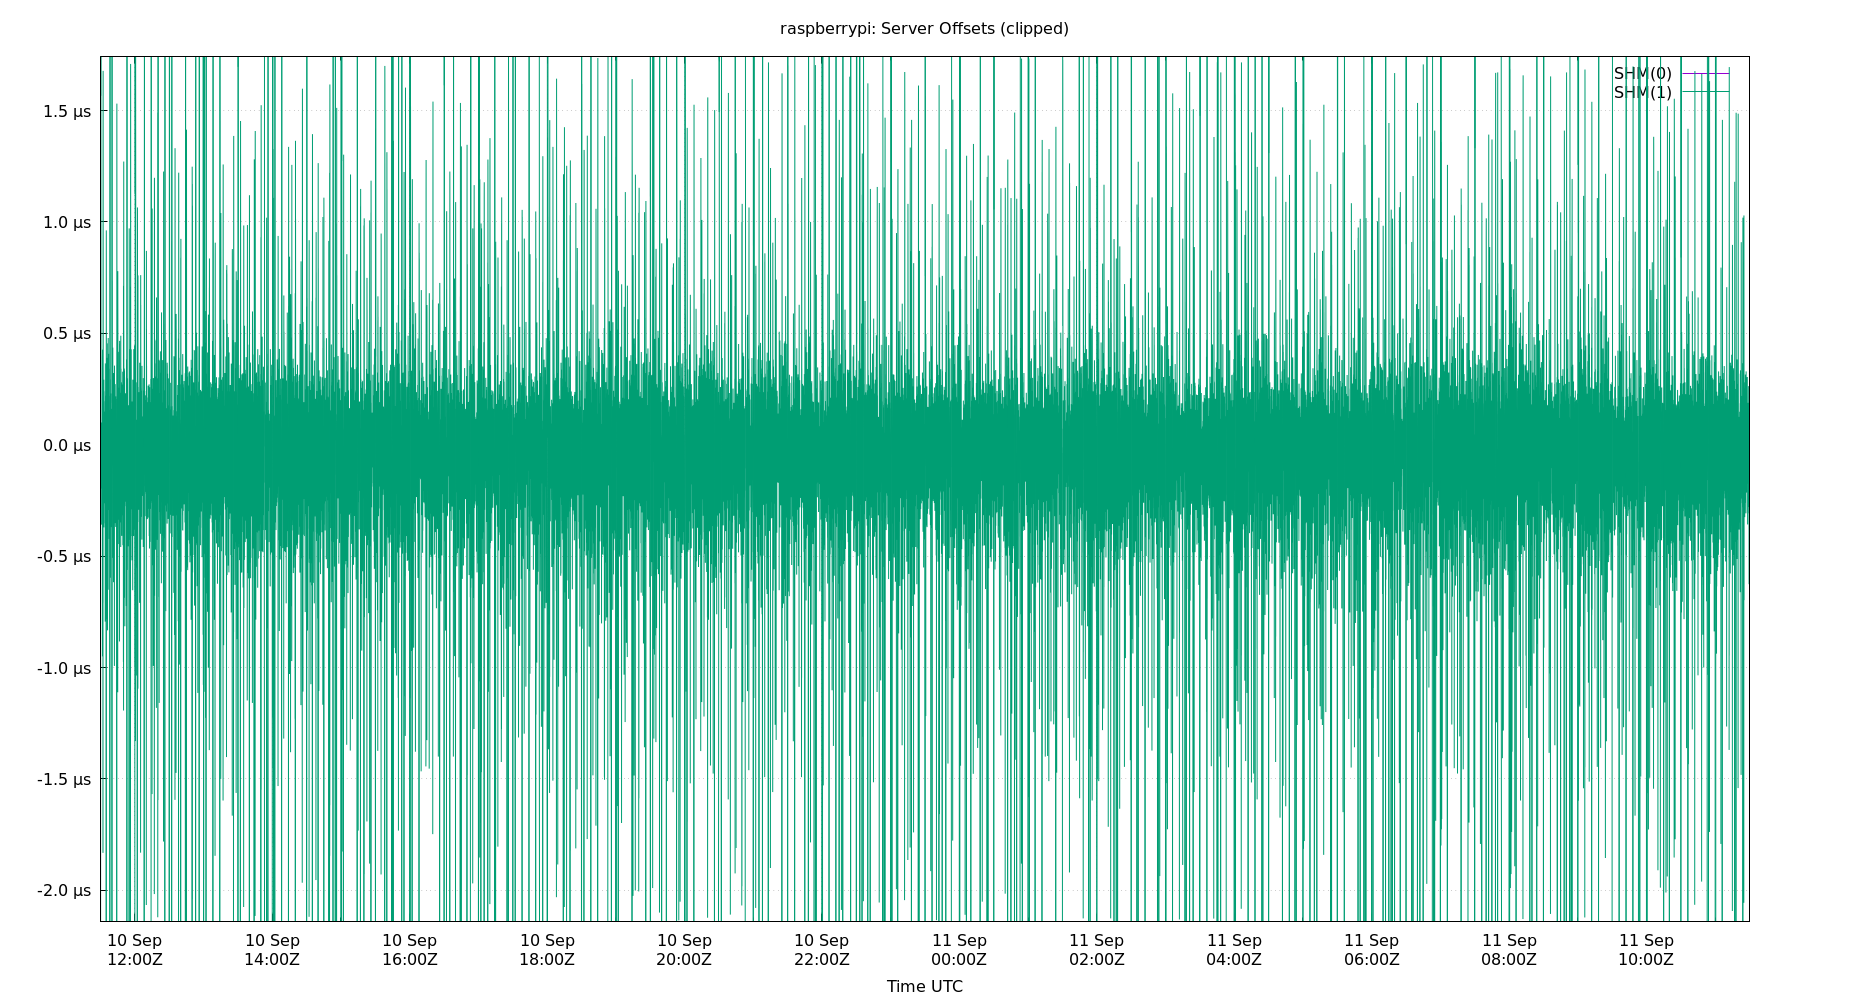 raspberrypi: Server Offsets (clipped)
SHM(0)
SHM(1)
1.5 µs
1.0 µs
0.5 µs
0.0 µs
-0.5 µs
-1.0 µs
-1.5 µs
-2.0 µs
10 Sep 10 Sep 10 Sep 10 Sep 10 Sep 10 Sep 11 Sep 11 Sep 11 Sep 11 Sep 11 Sep 11 Sep
12:00Z 14:00Z 16:00Z 18:00Z 20:00Z 22:00Z 00:00Z 02:00Z 04:00Z 06:00Z 08:00Z 10:00Z
Time UTC